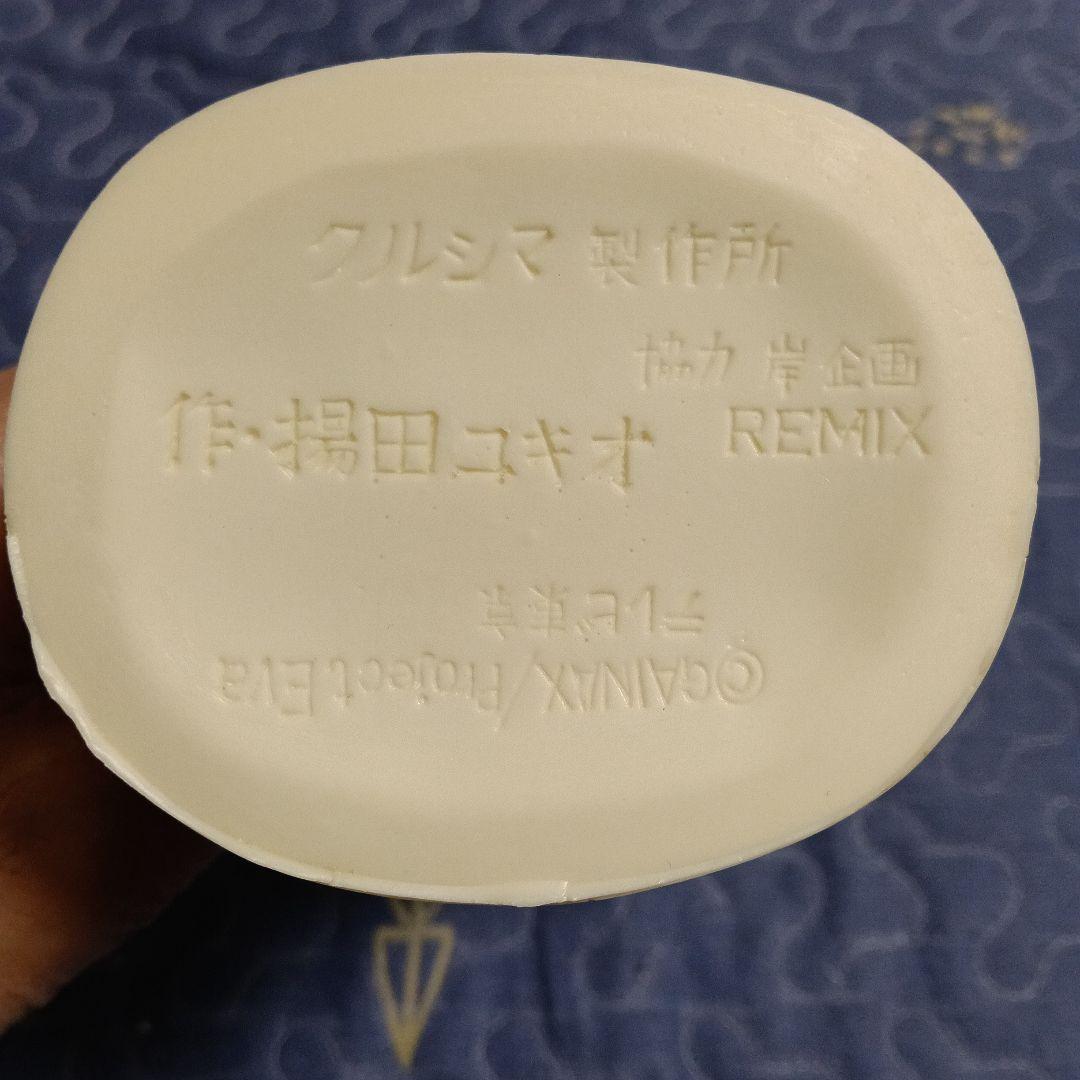 クルシマ製作所
協力 岸企画
REMIX
作・揚田ユキオ
©GAINAX/Project Eva
テレビ東京